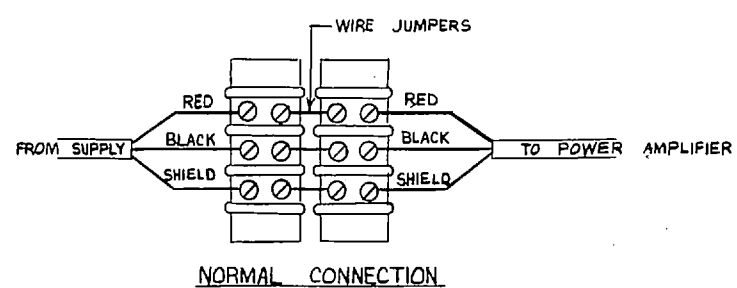 WIRE JUMPERS
RED
RED
BLACK
BLACK
FROM SUPPLY
TO POWER AMPLIFIER
SHIELD
SHIELD
NORMAL CONNECTION